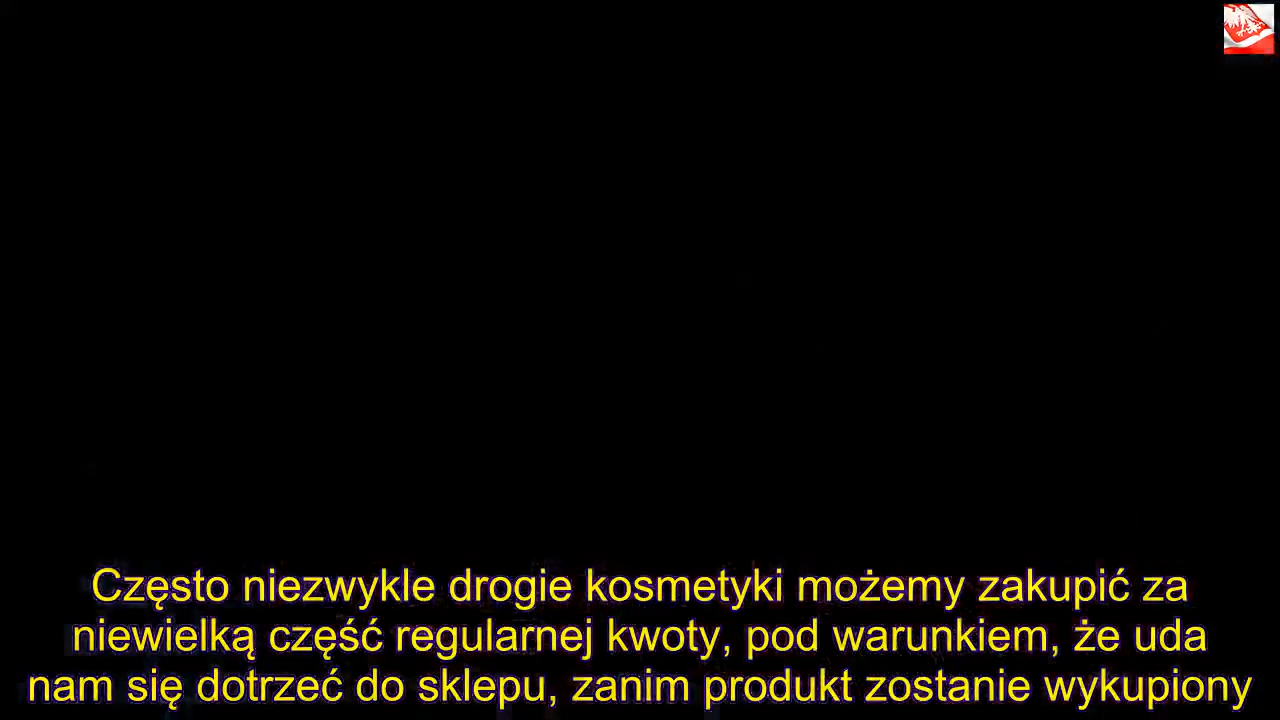 Często niezwykle drogie kosmetyki możemy zakupić za
niewielką część regularnej kwoty, pod warunkiem, że uda
nam się dotrzeć do sklepu, zanim produkt zostanie wykupiony